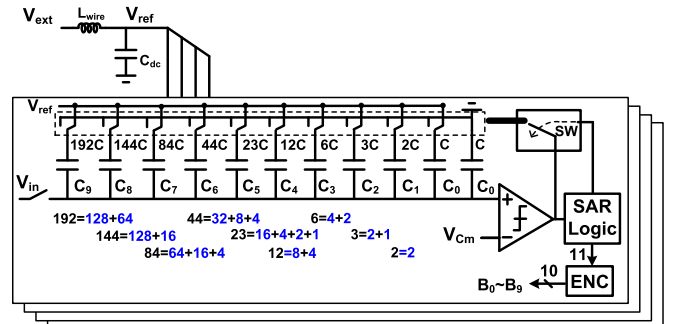 Vext Lwire Vref
Cdc
Vref
192C 144C 84C 44C 23C 12C 6C 3C 2C C C
SW
Vin C9 C8 C7 C6 C5 C4 C3 C2 C1 C0 C0
+
−
VCm
SAR
Logic
192=128+64 44=32+8+4 6=4+2
144=128+16 23=16+4+2+1 3=2+1
84=64+16+4 12=8+4 2=2
11
10
B0~B9 ENC